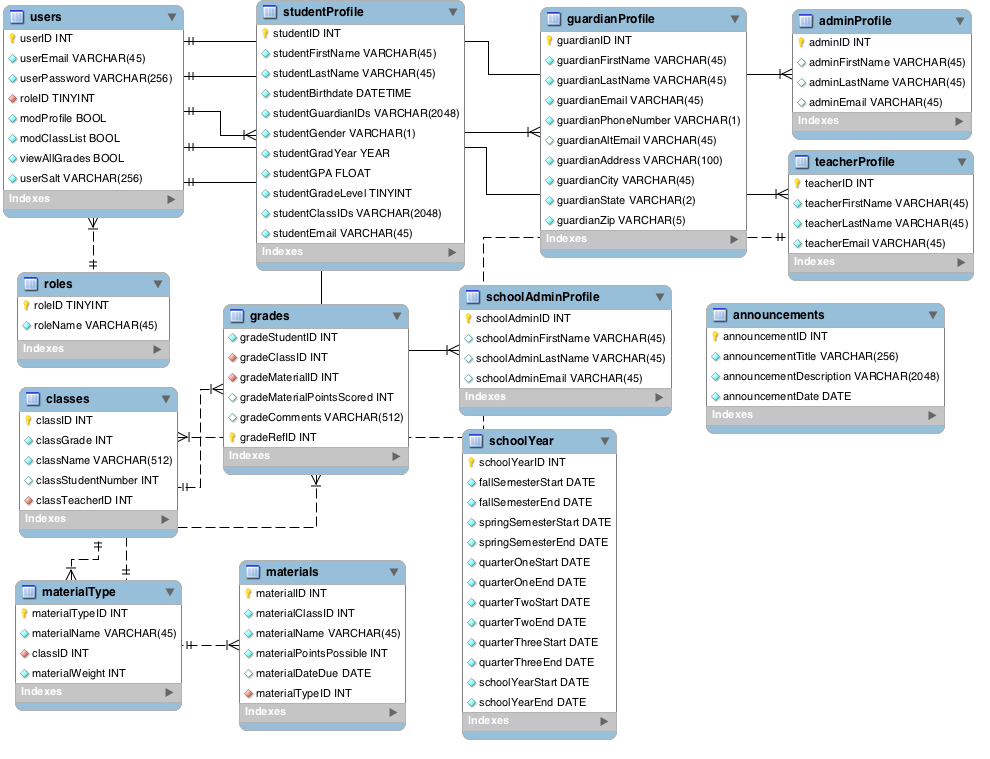 users
userID INT
userEmail VARCHAR(45)
userPassword VARCHAR(256)
roleID TINYINT
modProfile BOOL
modClassList BOOL
viewAllGrades BOOL
userSalt VARCHAR(256)
Indexes
studentProfile
studentID INT
studentFirstName VARCHAR(45)
studentLastName VARCHAR(45)
studentBirthdate DATETIME
studentGuardianIDs VARCHAR(2048)
studentGender VARCHAR(1)
studentGradYear YEAR
studentGPA FLOAT
studentGradeLevel TINYINT
studentClassIDs VARCHAR(2048)
studentEmail VARCHAR(45)
Indexes
guardianProfile
guardianID INT
guardianFirstName VARCHAR(45)
guardianLastName VARCHAR(45)
guardianEmail VARCHAR(45)
guardianPhoneNumber VARCHAR(1)
guardianAltEmail VARCHAR(45)
guardianAddress VARCHAR(100)
guardianCity VARCHAR(45)
guardianState VARCHAR(2)
guardianZip VARCHAR(5)
Indexes
adminProfile
adminID INT
adminFirstName VARCHAR(45)
adminLastName VARCHAR(45)
adminEmail VARCHAR(45)
Indexes
teacherProfile
teacherID INT
teacherFirstName VARCHAR(45)
teacherLastName VARCHAR(45)
teacherEmail VARCHAR(45)
Indexes
roles
roleID TINYINT
roleName VARCHAR(45)
Indexes
grades
gradeStudentID INT
gradeClassID INT
gradeMaterialID INT
gradeMaterialPointsScored INT
gradeComments VARCHAR(512)
gradeRefID INT
Indexes
schoolAdminProfile
schoolAdminID INT
schoolAdminFirstName VARCHAR(45)
schoolAdminLastName VARCHAR(45)
schoolAdminEmail VARCHAR(45)
Indexes
announcements
announcementID INT
announcementTitle VARCHAR(256)
announcementDescription VARCHAR(2048)
announcementDate DATE
Indexes
classes
classID INT
classGrade INT
className VARCHAR(512)
classStudentNumber INT
classTeacherID INT
Indexes
schoolYear
schoolYearID INT
fallSemesterStart DATE
fallSemesterEnd DATE
springSemesterStart DATE
springSemesterEnd DATE
quarterOneStart DATE
quarterOneEnd DATE
quarterTwoStart DATE
quarterTwoEnd DATE
quarterThreeStart DATE
quarterThreeEnd DATE
schoolYearStart DATE
schoolYearEnd DATE
Indexes
materialType
materialTypeID INT
materialName VARCHAR(45)
classID INT
materialWeight INT
Indexes
materials
materialID INT
materialClassID INT
materialName VARCHAR(45)
materialPointsPossible INT
materialDateDue DATE
materialTypeID INT
Indexes